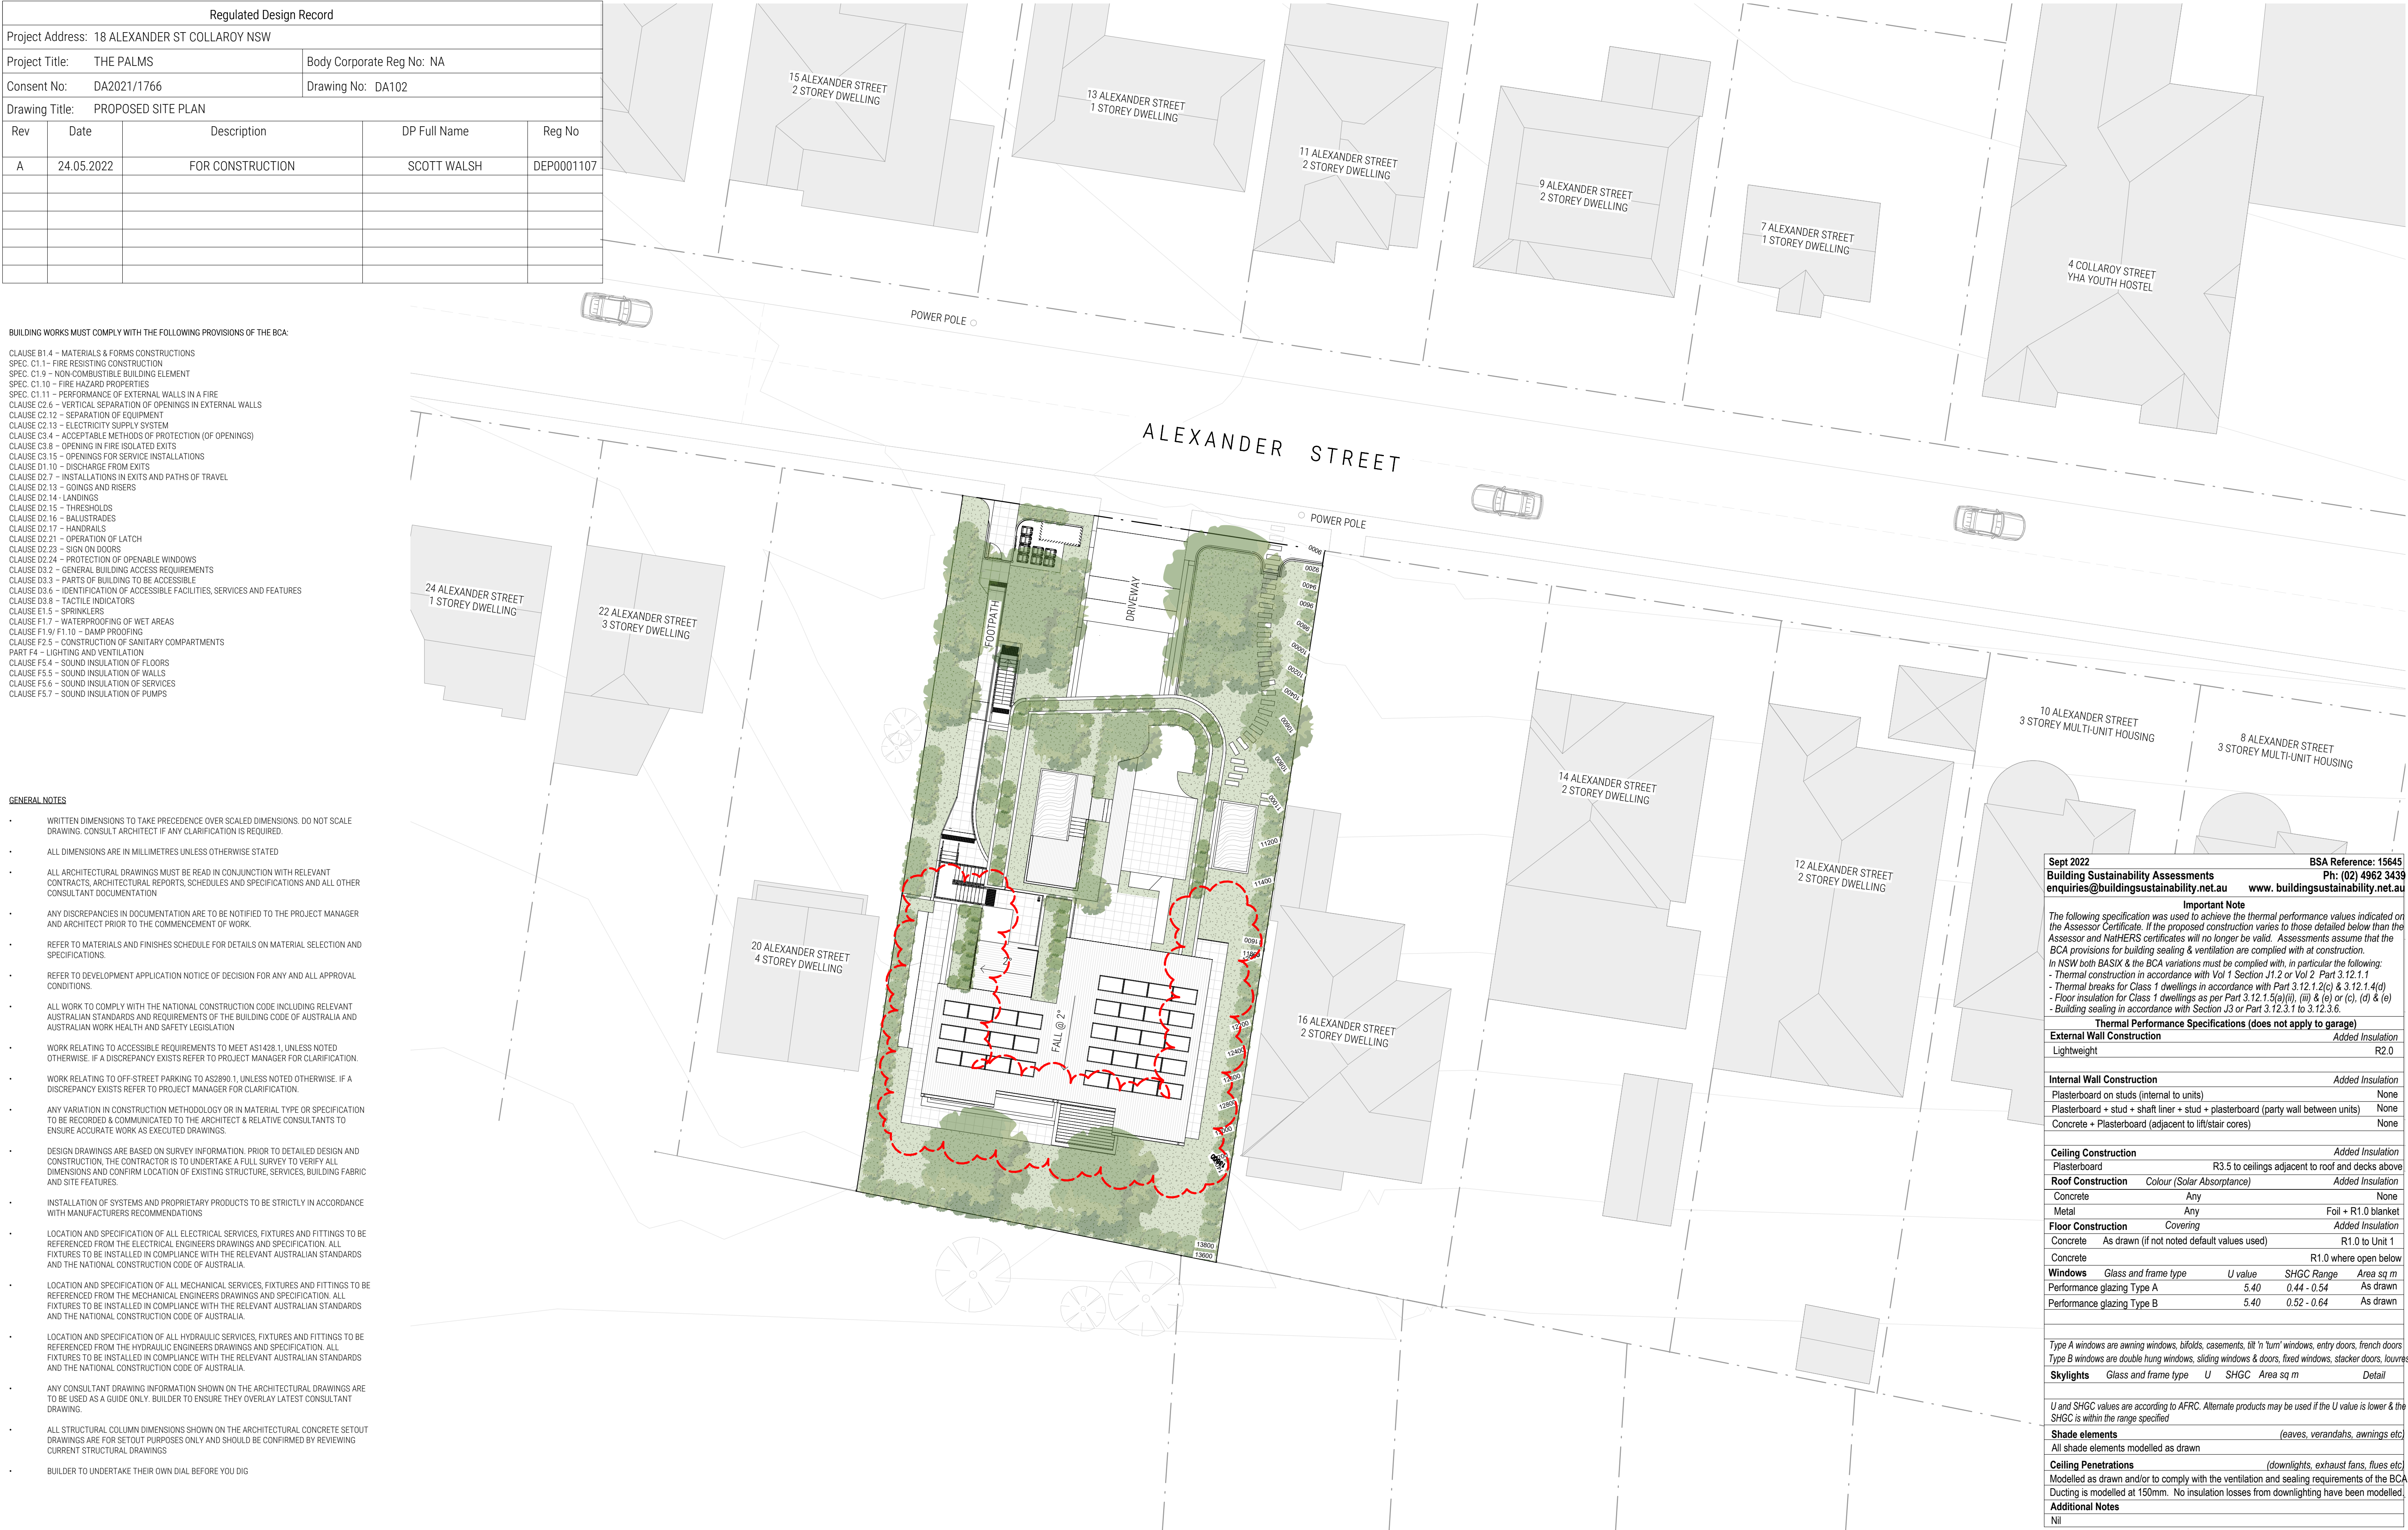 Regulated Design Record
Project Address: 18 ALEXANDER ST COLLAROY NSW
Project Title: THE PALMS
Body Corporate Reg No: NA
Consent No: DA2021/1766
Drawing No: DA102
Drawing Title: PROPOSED SITE PLAN
Rev Date Description DP Full Name Reg No
A 24.05.2022 FOR CONSTRUCTION SCOTT WALSH DEP0001107
BUILDING WORKS MUST COMPLY WITH THE FOLLOWING PROVISIONS OF THE BCA:
CLAUSE B1.4 – MATERIALS & FORMS CONSTRUCTIONS
SPEC. C1.1– FIRE RESISTING CONSTRUCTION
SPEC. C1.9 – NON-COMBUSTIBLE BUILDING ELEMENT
SPEC. C1.10 – FIRE HAZARD PROPERTIES
SPEC. C1.11 – PERFORMANCE OF EXTERNAL WALLS IN A FIRE
CLAUSE C2.6 – VERTICAL SEPARATION OF OPENINGS IN EXTERNAL WALLS
CLAUSE C2.12 – SEPARATION OF EQUIPMENT
CLAUSE C2.13 – ELECTRICITY SUPPLY SYSTEM
CLAUSE C3.4 – ACCEPTABLE METHODS OF PROTECTION (OF OPENINGS)
CLAUSE C3.8 – OPENING IN FIRE ISOLATED EXITS
CLAUSE C3.15 – OPENINGS FOR SERVICE INSTALLATIONS
CLAUSE D1.10 – DISCHARGE FROM EXITS
CLAUSE D2.7 – INSTALLATIONS IN EXITS AND PATHS OF TRAVEL
CLAUSE D2.13 – GOINGS AND RISERS
CLAUSE D2.14 - LANDINGS
CLAUSE D2.15 – THRESHOLDS
CLAUSE D2.16 – BALUSTRADES
CLAUSE D2.17 – HANDRAILS
CLAUSE D2.21 – OPERATION OF LATCH
CLAUSE D2.23 – SIGN ON DOORS
CLAUSE D2.24 – PROTECTION OF OPENABLE WINDOWS
CLAUSE D3.2 – GENERAL BUILDING ACCESS REQUIREMENTS
CLAUSE D3.3 – PARTS OF BUILDING TO BE ACCESSIBLE
CLAUSE D3.6 – IDENTIFICATION OF ACCESSIBLE FACILITIES, SERVICES AND FEATURES
CLAUSE D3.8 – TACTILE INDICATORS
CLAUSE E1.5 – SPRINKLERS
CLAUSE F1.7 – WATERPROOFING OF WET AREAS
CLAUSE F1.9/ F1.10 – DAMP PROOFING
CLAUSE F2.5 – CONSTRUCTION OF SANITARY COMPARTMENTS
PART F4 – LIGHTING AND VENTILATION
CLAUSE F5.4 – SOUND INSULATION OF FLOORS
CLAUSE F5.5 – SOUND INSULATION OF WALLS
CLAUSE F5.6 – SOUND INSULATION OF SERVICES
CLAUSE F5.7 – SOUND INSULATION OF PUMPS
GENERAL NOTES
• WRITTEN DIMENSIONS TO TAKE PRECEDENCE OVER SCALED DIMENSIONS. DO NOT SCALE
DRAWING. CONSULT ARCHITECT IF ANY CLARIFICATION IS REQUIRED.
• ALL DIMENSIONS ARE IN MILLIMETRES UNLESS OTHERWISE STATED
• ALL ARCHITECTURAL DRAWINGS MUST BE READ IN CONJUNCTION WITH RELEVANT
CONTRACTS, ARCHITECTURAL REPORTS, SCHEDULES AND SPECIFICATIONS AND ALL OTHER
CONSULTANT DOCUMENTATION
• ANY DISCREPANCIES IN DOCUMENTATION ARE TO BE NOTIFIED TO THE PROJECT MANAGER
AND ARCHITECT PRIOR TO THE COMMENCEMENT OF WORK.
• REFER TO MATERIALS AND FINISHES SCHEDULE FOR DETAILS ON MATERIAL SELECTION AND
SPECIFICATIONS.
• REFER TO DEVELOPMENT APPLICATION NOTICE OF DECISION FOR ANY AND ALL APPROVAL
CONDITIONS.
• ALL WORK TO COMPLY WITH THE NATIONAL CONSTRUCTION CODE INCLUDING RELEVANT
AUSTRALIAN STANDARDS AND REQUIREMENTS OF THE BUILDING CODE OF AUSTRALIA AND
AUSTRALIAN WORK HEALTH AND SAFETY LEGISLATION
• WORK RELATING TO ACCESSIBLE REQUIREMENTS TO MEET AS1428.1, UNLESS NOTED
OTHERWISE. IF A DISCREPANCY EXISTS REFER TO PROJECT MANAGER FOR CLARIFICATION.
• WORK RELATING TO OFF-STREET PARKING TO AS2890.1, UNLESS NOTED OTHERWISE. IF A
DISCREPANCY EXISTS REFER TO PROJECT MANAGER FOR CLARIFICATION.
• ANY VARIATION IN CONSTRUCTION METHODOLOGY OR IN MATERIAL TYPE OR SPECIFICATION
TO BE RECORDED & COMMUNICATED TO THE ARCHITECT & RELATIVE CONSULTANTS TO
ENSURE ACCURATE WORK AS EXECUTED DRAWINGS.
• DESIGN DRAWINGS ARE BASED ON SURVEY INFORMATION. PRIOR TO DETAILED DESIGN AND
CONSTRUCTION, THE CONTRACTOR IS TO UNDERTAKE A FULL SURVEY TO VERIFY ALL
DIMENSIONS AND CONFIRM LOCATION OF EXISTING STRUCTURE, SERVICES, BUILDING FABRIC
AND SITE FEATURES.
• INSTALLATION OF SYSTEMS AND PROPRIETARY PRODUCTS TO BE STRICTLY IN ACCORDANCE
WITH MANUFACTURERS RECOMMENDATIONS
• LOCATION AND SPECIFICATION OF ALL ELECTRICAL SERVICES, FIXTURES AND FITTINGS TO BE
REFERENCED FROM THE ELECTRICAL ENGINEERS DRAWINGS AND SPECIFICATION. ALL
FIXTURES TO BE INSTALLED IN COMPLIANCE WITH THE RELEVANT AUSTRALIAN STANDARDS
AND THE NATIONAL CONSTRUCTION CODE OF AUSTRALIA.
• LOCATION AND SPECIFICATION OF ALL MECHANICAL SERVICES, FIXTURES AND FITTINGS TO BE
REFERENCED FROM THE MECHANICAL ENGINEERS DRAWINGS AND SPECIFICATION. ALL
FIXTURES TO BE INSTALLED IN COMPLIANCE WITH THE RELEVANT AUSTRALIAN STANDARDS
AND THE NATIONAL CONSTRUCTION CODE OF AUSTRALIA.
• LOCATION AND SPECIFICATION OF ALL HYDRAULIC SERVICES, FIXTURES AND FITTINGS TO BE
REFERENCED FROM THE HYDRAULIC ENGINEERS DRAWINGS AND SPECIFICATION. ALL
FIXTURES TO BE INSTALLED IN COMPLIANCE WITH THE RELEVANT AUSTRALIAN STANDARDS
AND THE NATIONAL CONSTRUCTION CODE OF AUSTRALIA.
• ANY CONSULTANT DRAWING INFORMATION SHOWN ON THE ARCHITECTURAL DRAWINGS ARE
TO BE USED AS A GUIDE ONLY. BUILDER TO ENSURE THEY OVERLAY LATEST CONSULTANT
DRAWING.
• ALL STRUCTURAL COLUMN DIMENSIONS SHOWN ON THE ARCHITECTURAL CONCRETE SETOUT
DRAWINGS ARE FOR SETOUT PURPOSES ONLY AND SHOULD BE CONFIRMED BY REVIEWING
CURRENT STRUCTURAL DRAWINGS
• BUILDER TO UNDERTAKE THEIR OWN DIAL BEFORE YOU DIG
15 ALEXANDER STREET
2 STOREY DWELLING
13 ALEXANDER STREET
1 STOREY DWELLING
11 ALEXANDER STREET
2 STOREY DWELLING
9 ALEXANDER STREET
2 STOREY DWELLING
7 ALEXANDER STREET
1 STOREY DWELLING
4 COLLAROY STREET
YHA YOUTH HOSTEL
POWER POLE
ALEXANDER STREET
POWER POLE
24 ALEXANDER STREET
1 STOREY DWELLING
22 ALEXANDER STREET
3 STOREY DWELLING
FOOTPATH
DRIVEWAY
9000
9200
9400
9600
9800
10000
10200
10400
10600
10800
11000
11200
11400
11600
11800
12200
12400
12600
12800
13000
13800
13600
2°
FALL @ 2°
20 ALEXANDER STREET
4 STOREY DWELLING
16 ALEXANDER STREET
2 STOREY DWELLING
14 ALEXANDER STREET
2 STOREY DWELLING
12 ALEXANDER STREET
2 STOREY DWELLING
10 ALEXANDER STREET
3 STOREY MULTI-UNIT HOUSING
8 ALEXANDER STREET
3 STOREY MULTI-UNIT HOUSING
Sept 2022 BSA Reference: 15645
Building Sustainability Assessments Ph: (02) 4962 3439
enquiries@buildingsustainability.net.au www. buildingsustainability.net.au
Important Note
The following specification was used to achieve the thermal performance values indicated on
the Assessor Certificate. If the proposed construction varies to those detailed below than the
Assessor and NatHERS certificates will no longer be valid. Assessments assume that the
BCA provisions for building sealing & ventilation are complied with at construction.
In NSW both BASIX & the BCA variations must be complied with, in particular the following:
- Thermal construction in accordance with Vol 1 Section J1.2 or Vol 2 Part 3.12.1.1
- Thermal breaks for Class 1 dwellings in accordance with Part 3.12.1.2(c) & 3.12.1.4(d)
- Floor insulation for Class 1 dwellings as per Part 3.12.1.5(a)(ii), (iii) & (e) or (c), (d) & (e)
- Building sealing in accordance with Section J3 or Part 3.12.3.1 to 3.12.3.6.
Thermal Performance Specifications (does not apply to garage)
External Wall Construction Added Insulation
Lightweight R2.0
Internal Wall Construction Added Insulation
Plasterboard on studs (internal to units) None
Plasterboard + stud + shaft liner + stud + plasterboard (party wall between units) None
Concrete + Plasterboard (adjacent to lift/stair cores) None
Ceiling Construction Added Insulation
Plasterboard R3.5 to ceilings adjacent to roof and decks above
Roof Construction Colour (Solar Absorptance) Added Insulation
Concrete Any None
Metal Any Foil + R1.0 blanket
Floor Construction Covering Added Insulation
Concrete As drawn (if not noted default values used) R1.0 to Unit 1
Concrete R1.0 where open below
Windows Glass and frame type U value SHGC Range Area sq m
Performance glazing Type A 5.40 0.44 - 0.54 As drawn
Performance glazing Type B 5.40 0.52 - 0.64 As drawn
Type A windows are awning windows, bifolds, casements, tilt 'n 'turn' windows, entry doors, french doors
Type B windows are double hung windows, sliding windows & doors, fixed windows, stacker doors, louvres
Skylights Glass and frame type U SHGC Area sq m Detail
U and SHGC values are according to AFRC. Alternate products may be used if the U value is lower & the
SHGC is within the range specified
Shade elements (eaves, verandahs, awnings etc)
All shade elements modelled as drawn
Ceiling Penetrations (downlights, exhaust fans, flues etc)
Modelled as drawn and/or to comply with the ventilation and sealing requirements of the BCA
Ducting is modelled at 150mm. No insulation losses from downlighting have been modelled.
Additional Notes
Nil